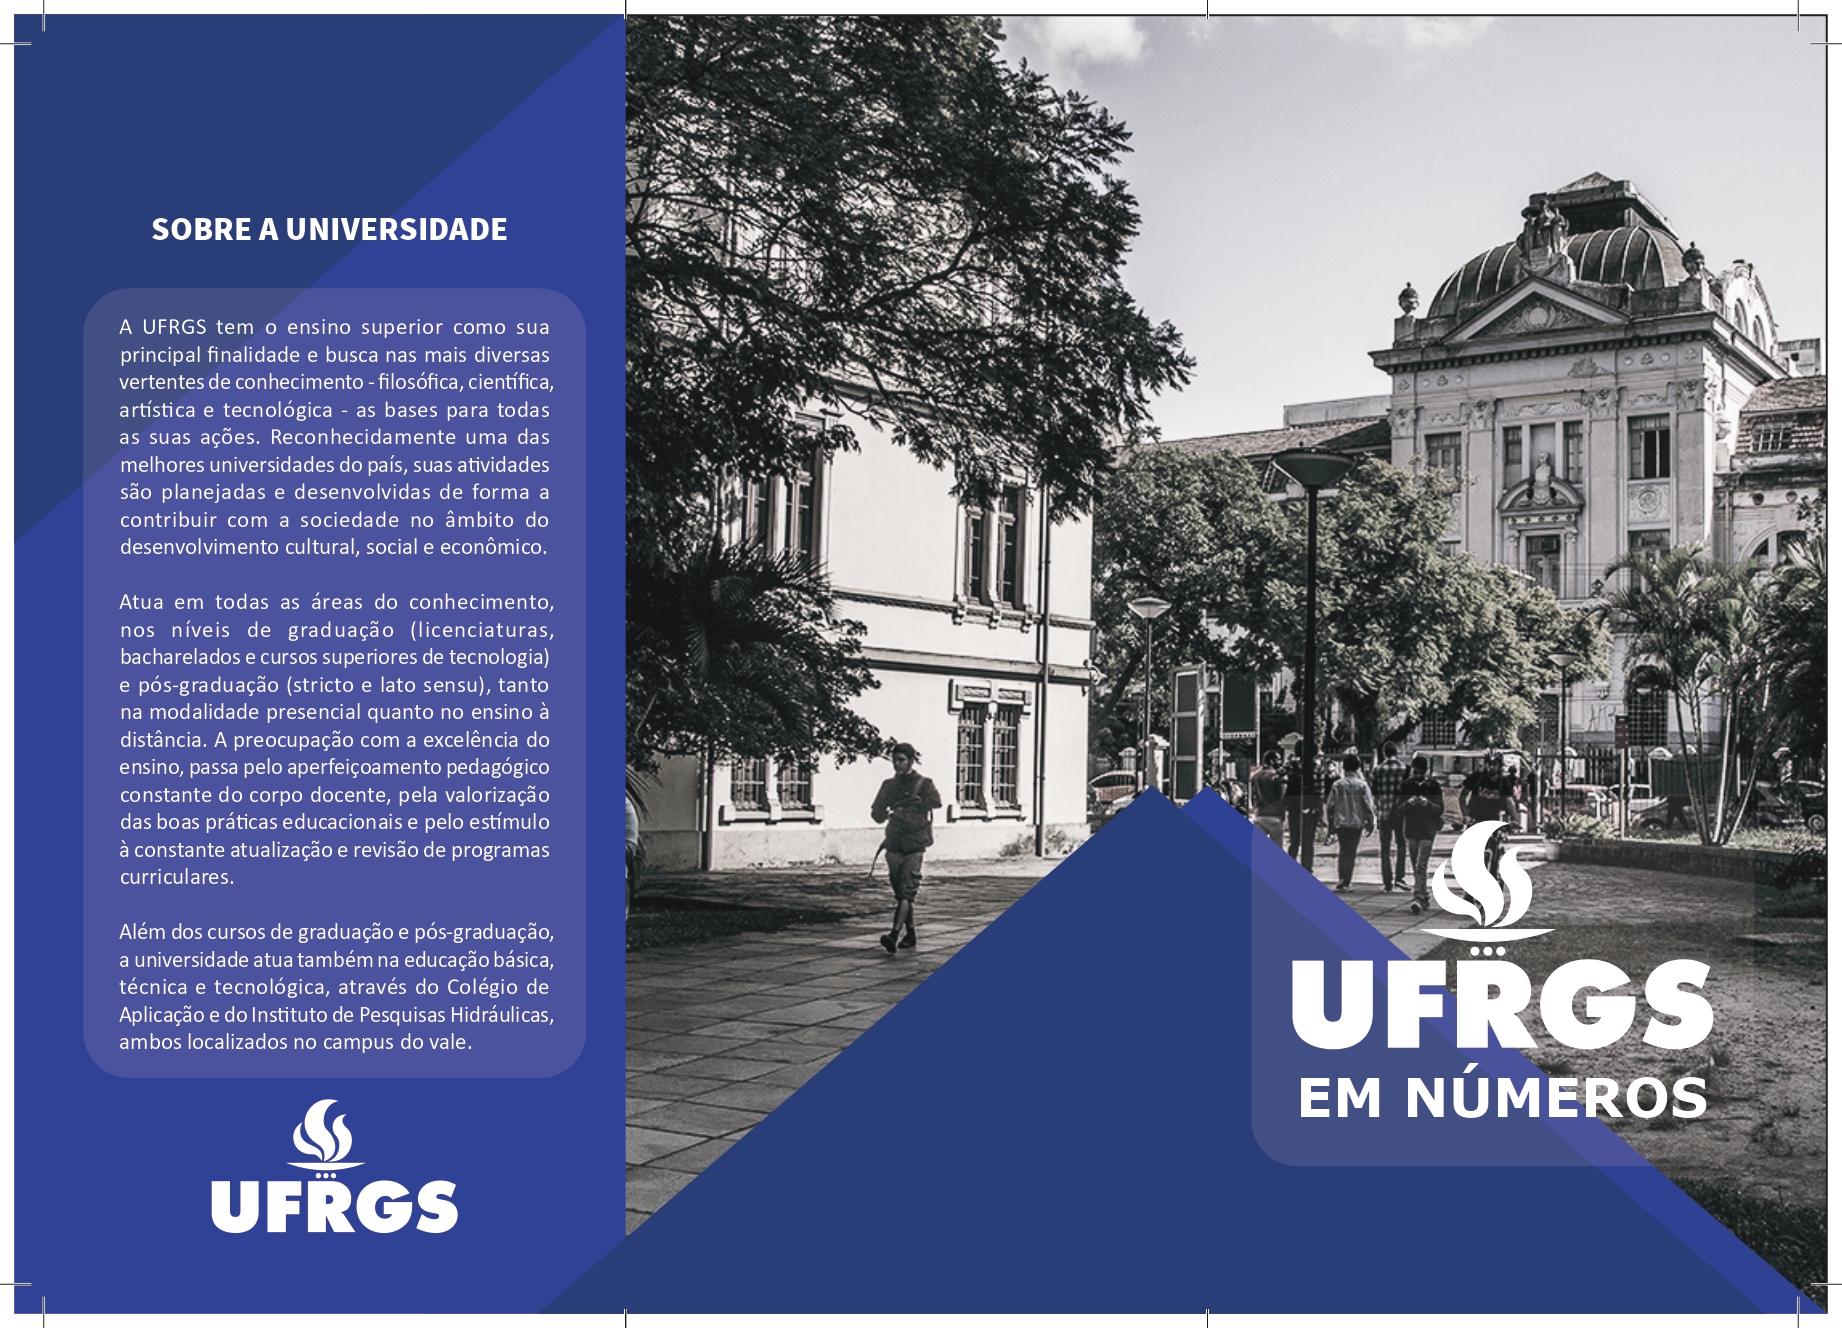 SOBRE A UNIVERSIDADE
A UFRGS tem o ensino superior como sua
principal finalidade e busca nas mais diversas
vertentes de conhecimento - filosófica, científica,
artística e tecnológica - as bases para todas
as suas ações. Reconhecidamente uma das
melhores universidades do país, suas atividades
são planejadas e desenvolvidas de forma a
contribuir com a sociedade no âmbito do
desenvolvimento cultural, social e econômico.
Atua em todas as áreas do conhecimento,
nos níveis de graduação (licenciaturas,
bacharelados e cursos superiores de tecnologia)
e pós-graduação (stricto e lato sensu), tanto
na modalidade presencial quanto no ensino à
distância. A preocupação com a excelência do
ensino, passa pelo aperfeiçoamento pedagógico
constante do corpo docente, pela valorização
das boas práticas educacionais e pelo estímulo
à constante atualização e revisão de programas
curriculares.
Além dos cursos de graduação e pós-graduação,
a universidade atua também na educação básica,
técnica e tecnológica, através do Colégio de
Aplicação e do Instituto de Pesquisas Hidráulicas,
ambos localizados no campus do vale.
UFRGS
UFRGS
EM NÚMEROS